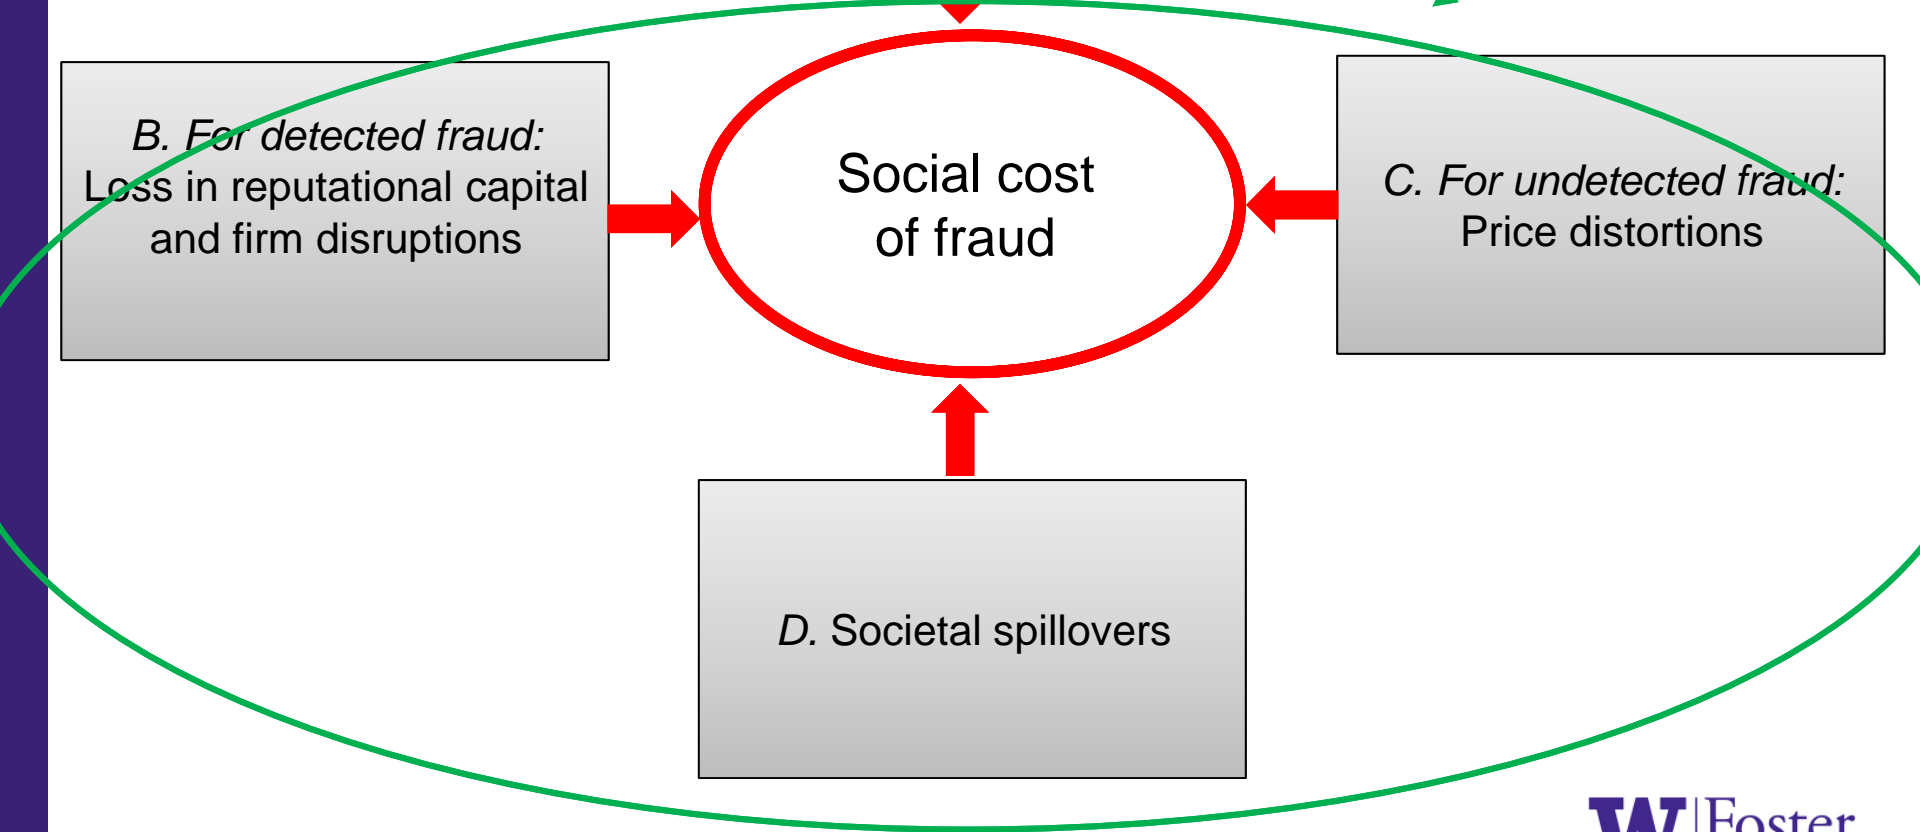 B. For detected fraud:
Loss in reputational capital
and firm disruptions
Social cost
of fraud
C. For undetected fraud:
Price distortions
D. Societal spillovers
W Foster